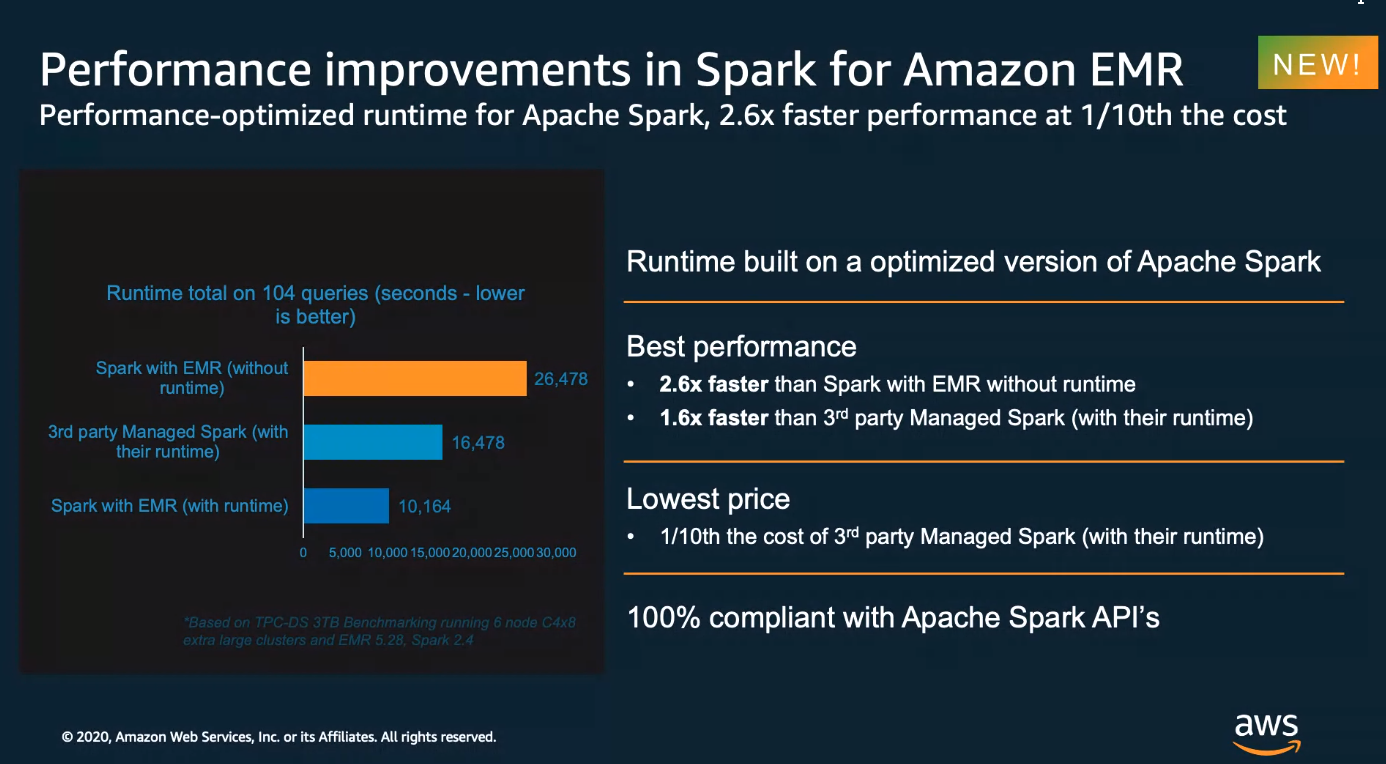 Performance improvements in Spark for Amazon EMR
NEW!
Performance-optimized runtime for Apache Spark, 2.6x faster performance at 1/10th the cost
Runtime total on 104 queries (seconds - lower
is better)
Spark with EMR (without
runtime)
26,478
3rd party Managed Spark (with
their runtime)
16,478
Spark with EMR (with runtime)
10,164
0 5,000 10,000 15,000 20,000 25,000 30,000
*Based on TPC-DS 3TB Benchmarking running 6 node C4x8
extra large clusters and EMR 5.28, Spark 2.4
Runtime built on a optimized version of Apache Spark
Best performance
• 2.6x faster than Spark with EMR without runtime
• 1.6x faster than 3rd party Managed Spark (with their runtime)
Lowest price
• 1/10th the cost of 3rd party Managed Spark (with their runtime)
100% compliant with Apache Spark API’s
© 2020, Amazon Web Services, Inc. or its Affiliates. All rights reserved.
aws